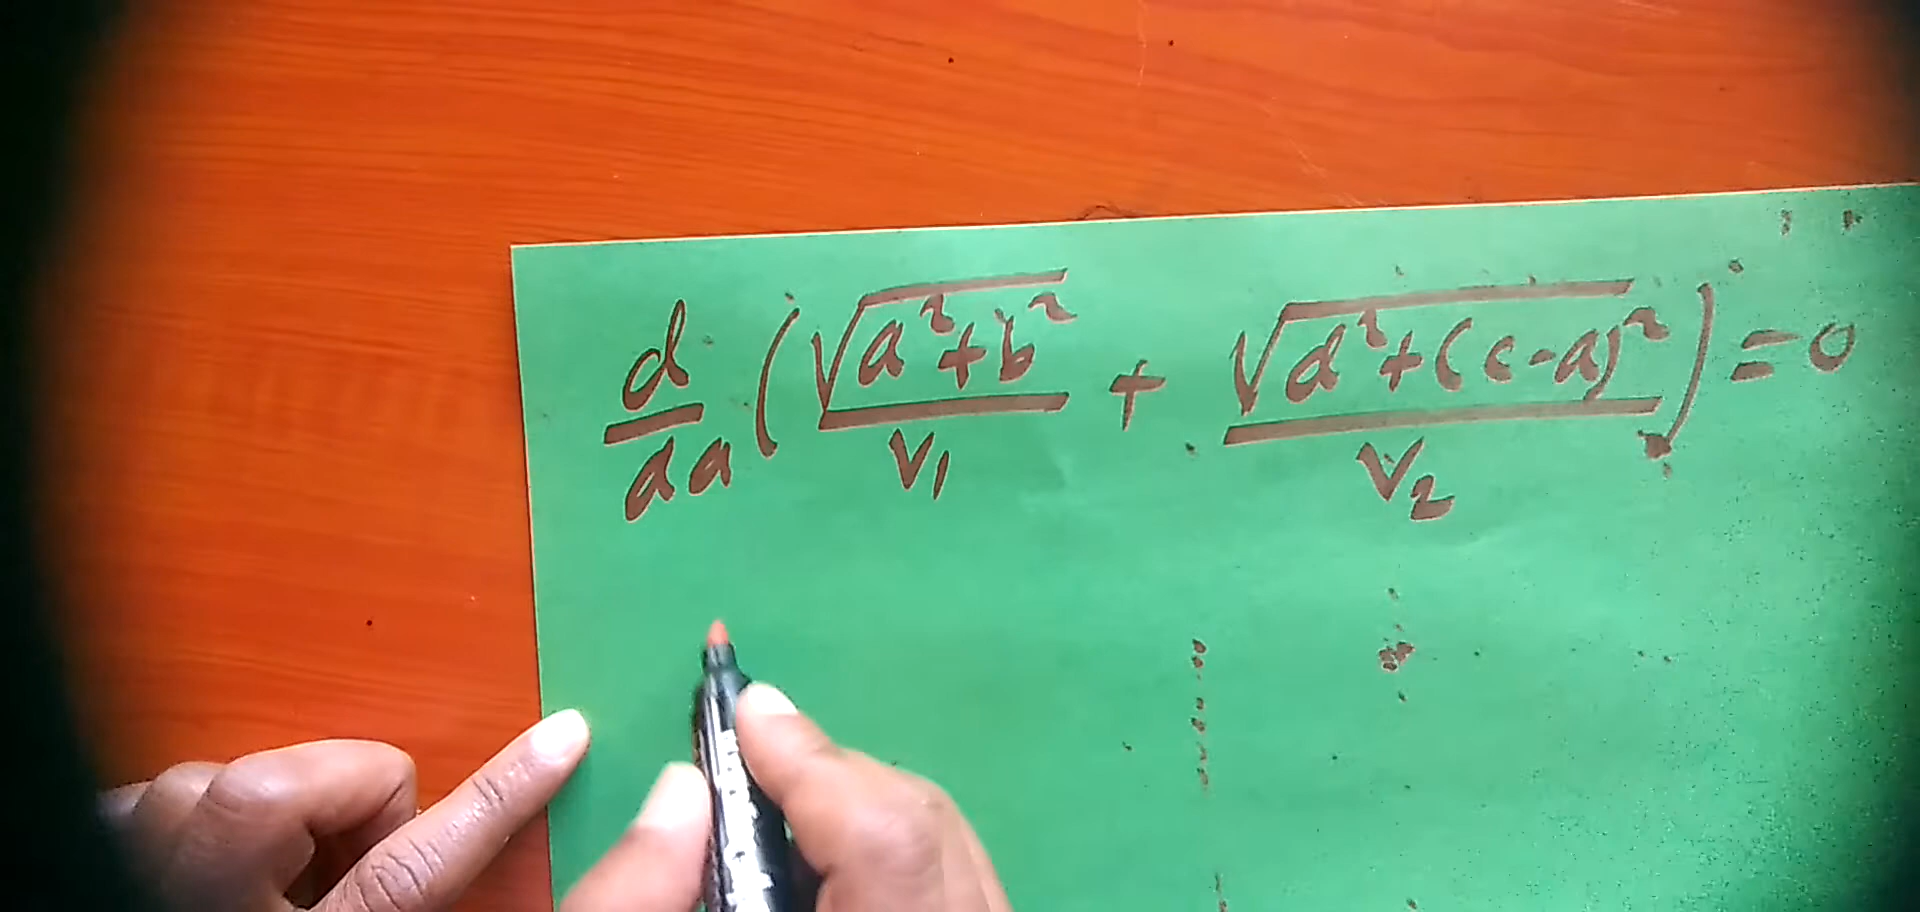 d/da (√(a²+b²)/v₁ + √(d²+(c-a)²)/v₂) = 0